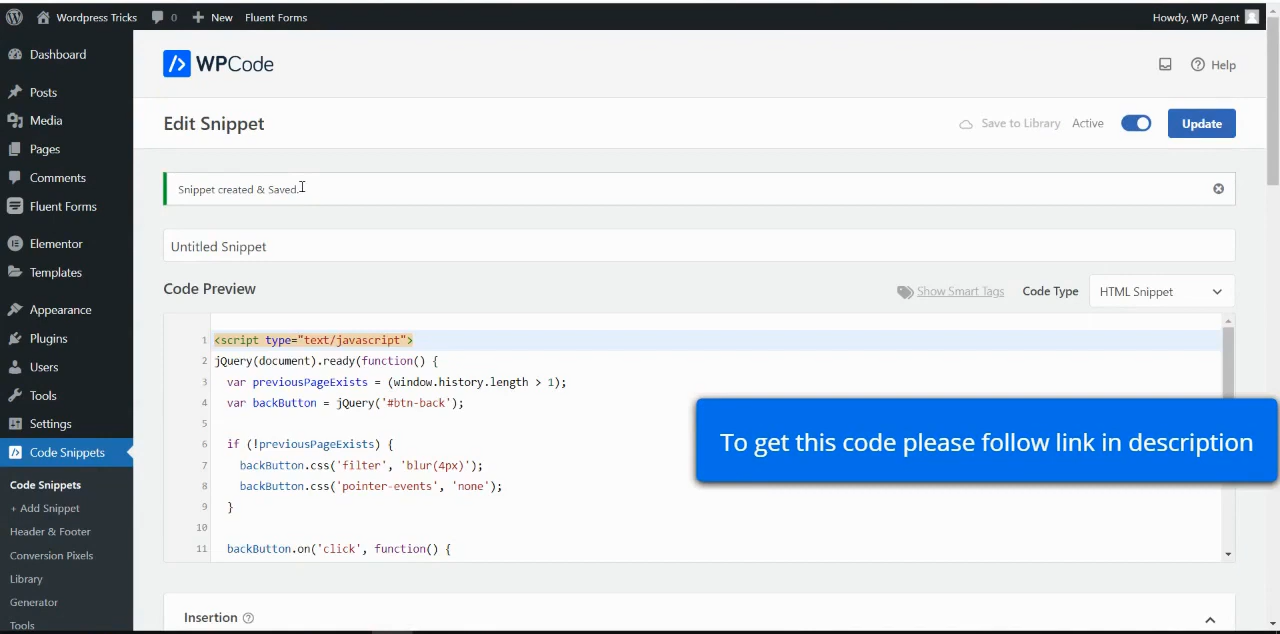 Wordpress Tricks 0 New Fluent Forms Howdy, WP Agent
Dashboard
Posts
Media
Pages
Comments
Fluent Forms
Elementor
Templates
Appearance
Plugins
Users
Tools
Settings
Code Snippets
Code Snippets
+ Add Snippet
Header & Footer
Conversion Pixels
Library
Generator
Tools
WPCode
Help
Edit Snippet
Save to Library Active Update
Snippet created & Saved.
Untitled Snippet
Code Preview
Show Smart Tags Code Type HTML Snippet
1 <script type="text/javascript">
2 jQuery(document).ready(function() {
3 var previousPageExists = (window.history.length > 1);
4 var backButton = jQuery('#btn-back');
5
6 if (!previousPageExists) {
7 backButton.css('filter', 'blur(4px)');
8 backButton.css('pointer-events', 'none');
9 }
10
11 backButton.on('click', function() {
To get this code please follow link in description
Insertion